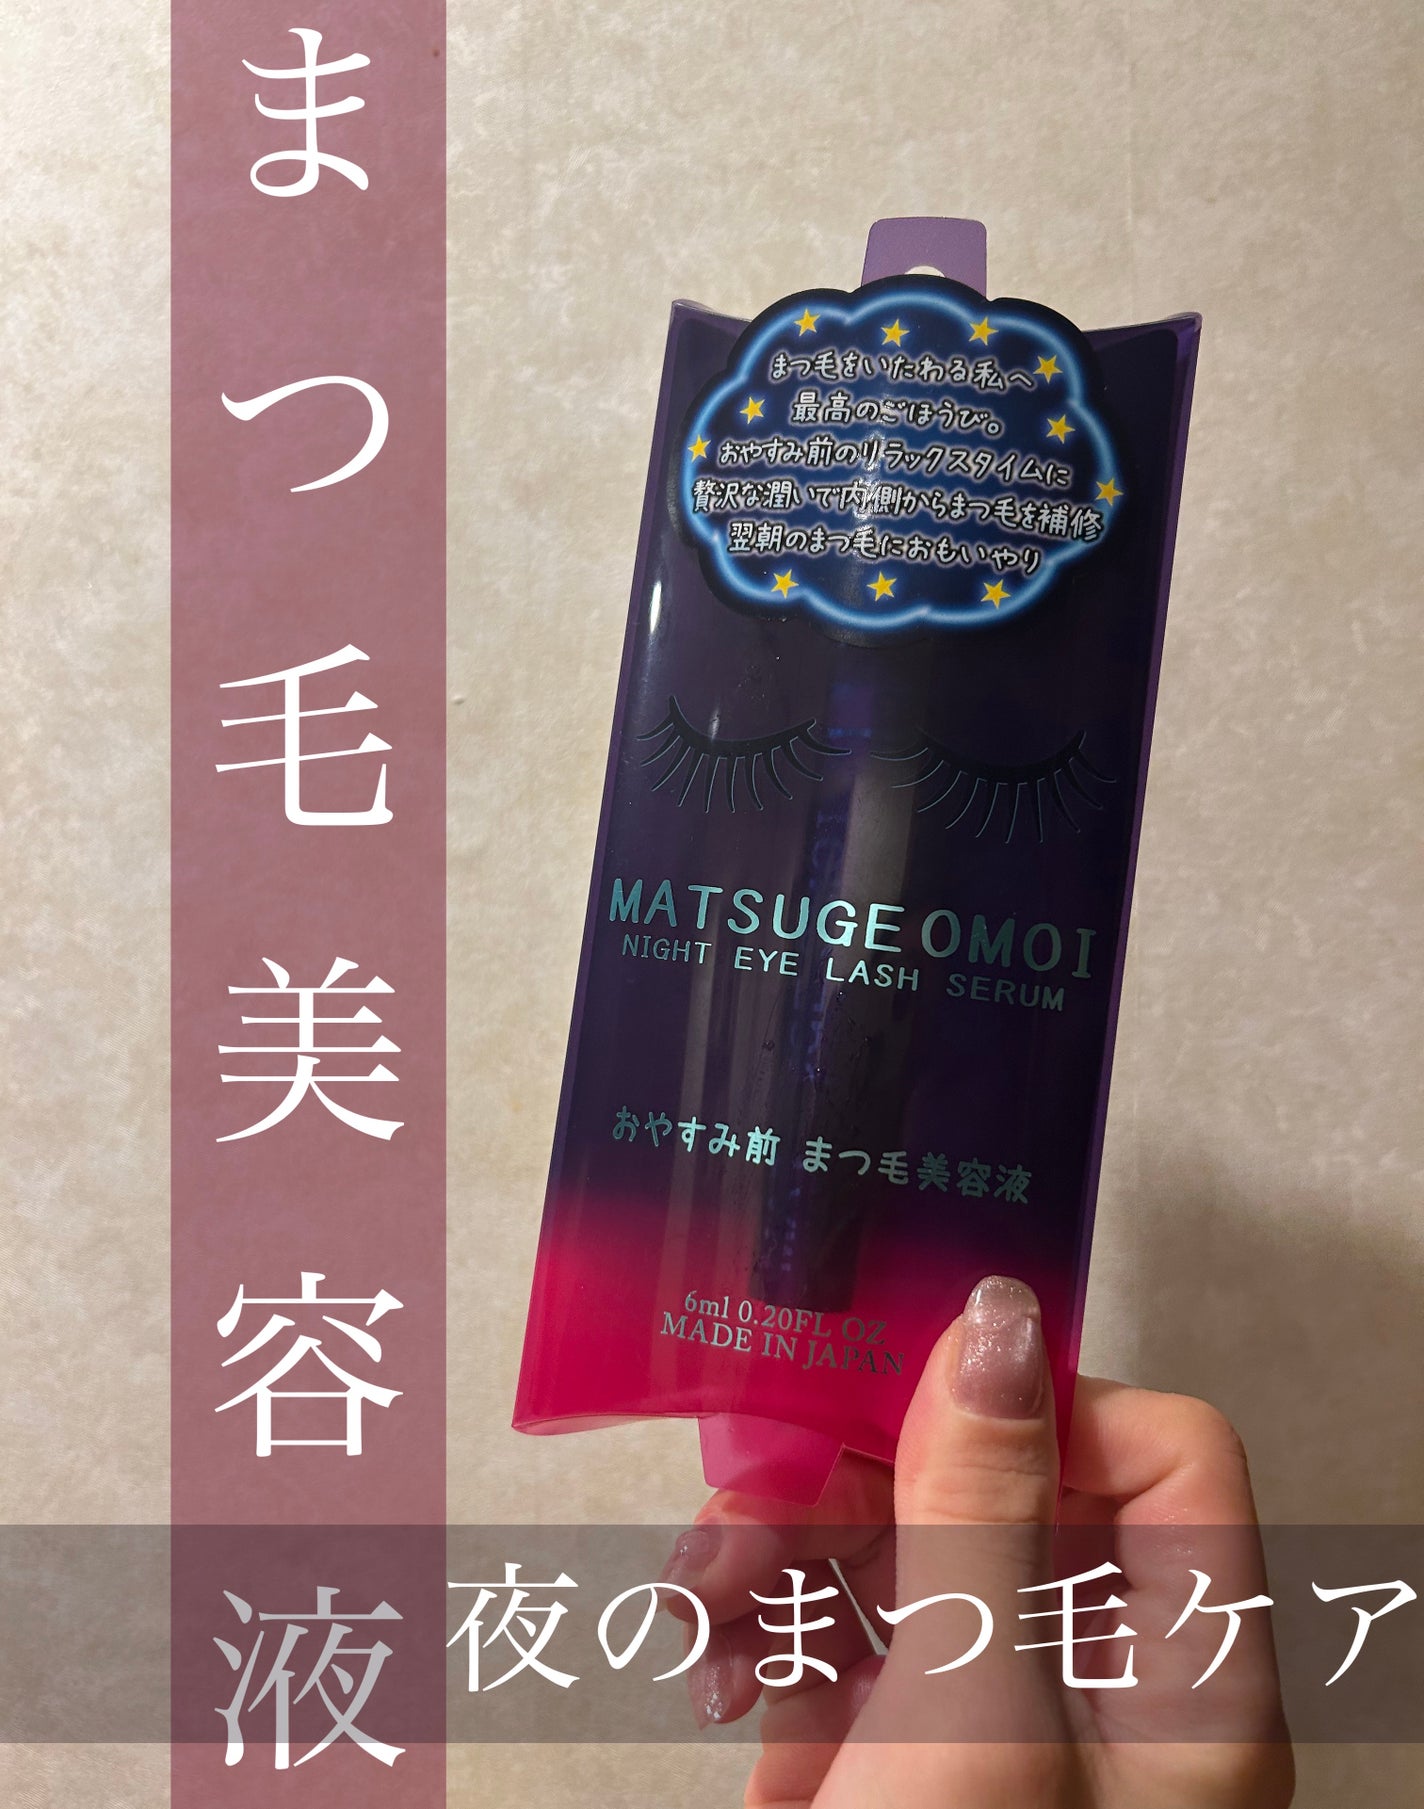 まつ毛美容液
まつ毛をいたわる私へ
最高のごほうび。
おやすみ前のリラックスタイムに
贅沢な潤いで内側からまつ毛を補修
翌朝のまつ毛におもいやり
MATSUGE OMOI
NIGHT EYE LASH SERUM
おやすみ前 まつ毛美容液
6ml 0.20FL OZ
MADE IN JAPAN
夜のまつ毛ケア